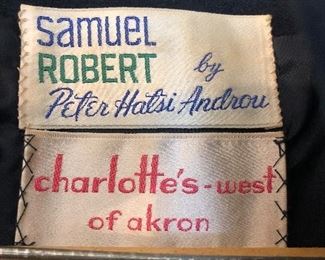 samuel
ROBERT by
Peter Hatsi Androu
charlotte's-west
of akron